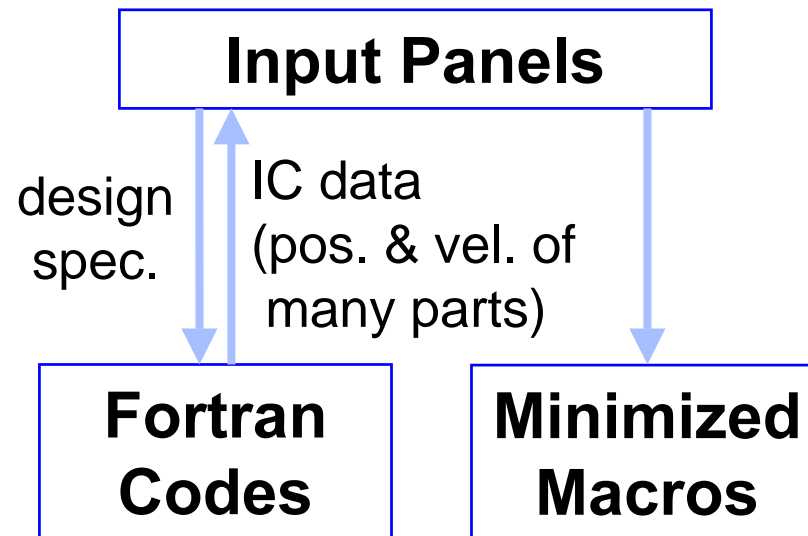 Input Panels
design
spec.
IC data
(pos. & vel. of
many parts)
Fortran
Codes
Minimized
Macros